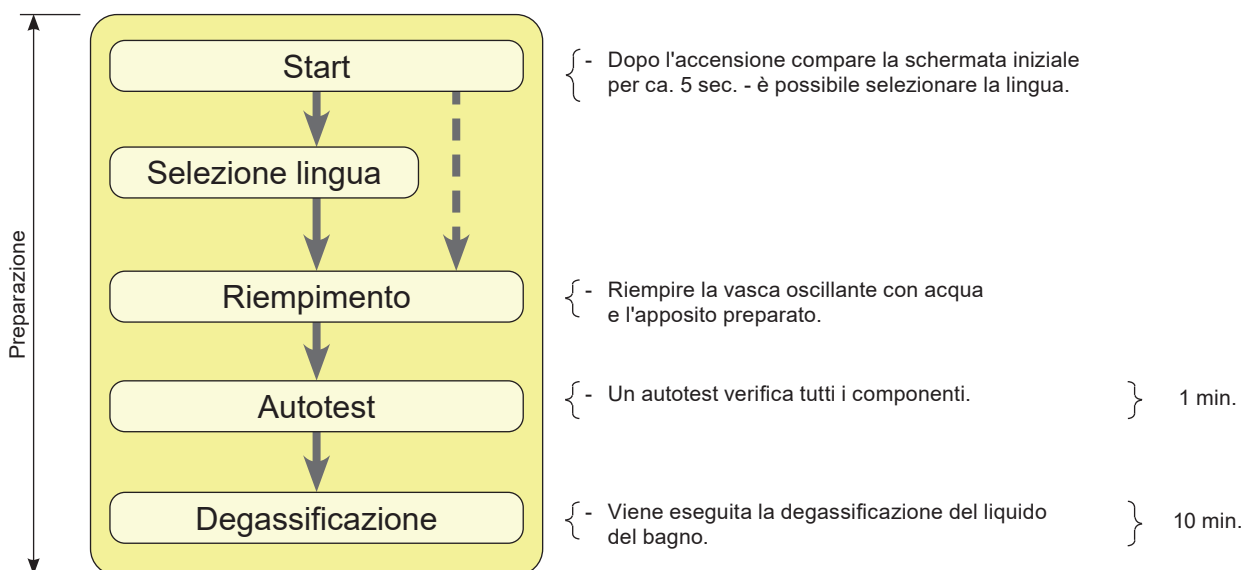 Preparazione
Start
- Dopo l'accensione compare la schermata iniziale
per ca. 5 sec. - è possibile selezionare la lingua.
Selezione lingua
Riempimento
- Riempire la vasca oscillante con acqua
e l'apposito preparato.
Autotest
- Un autotest verifica tutti i componenti.
1 min.
Degassificazione
- Viene eseguita la degassificazione del liquido
del bagno.
10 min.